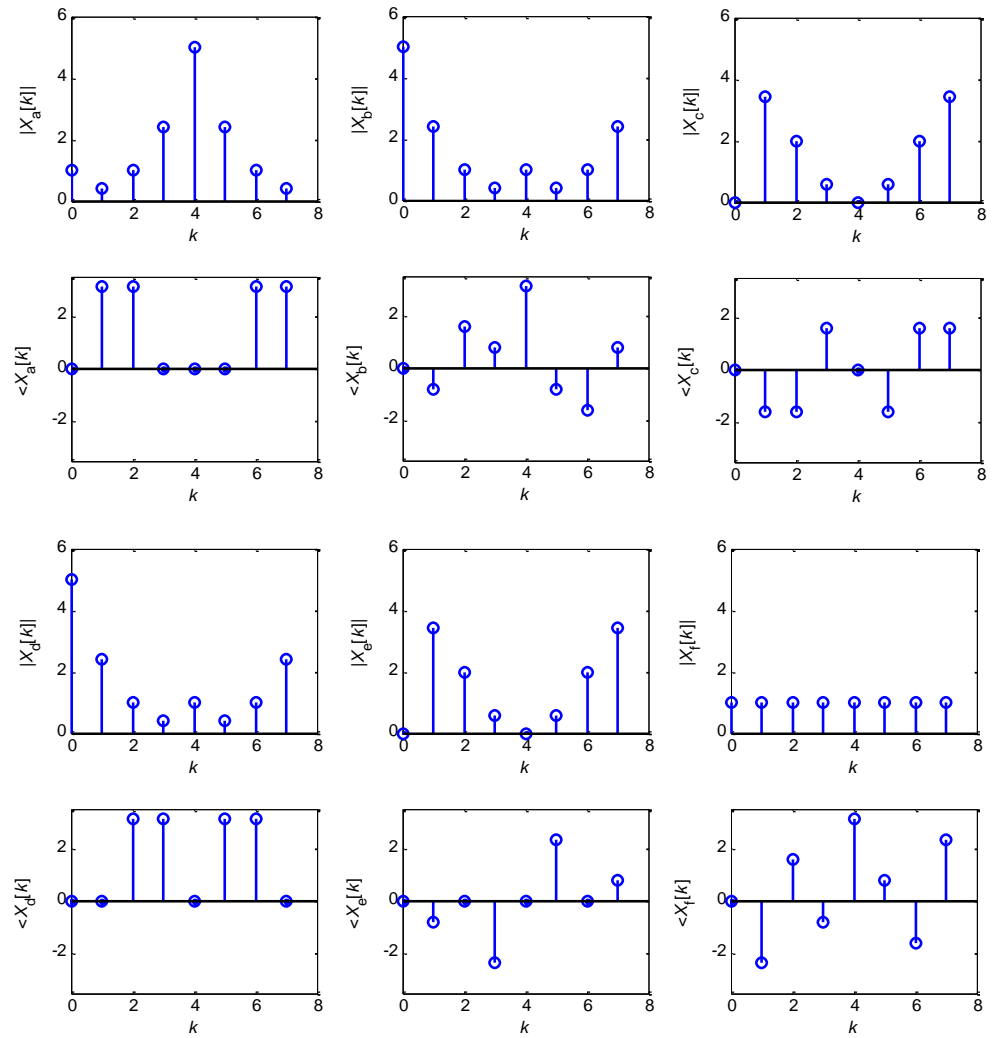 6 6 6
4 4 4
2 2 2
0 0 0
|X_a[k]| |X_b[k]| |X_c[k]|
0 2 4 6 8 0 2 4 6 8 0 2 4 6 8
k k k
2 2 2
0 0 0
-2 -2 -2
<X_a[k] <X_b[k] <X_c[k]
0 2 4 6 8 0 2 4 6 8 0 2 4 6 8
k k k
6 6 6
4 4 4
2 2 2
0 0 0
|X_d[k]| |X_e[k]| |X_f[k]|
0 2 4 6 8 0 2 4 6 8 0 2 4 6 8
k k k
2 2 2
0 0 0
-2 -2 -2
<X_d[k] <X_e[k] <X_f[k]
0 2 4 6 8 0 2 4 6 8 0 2 4 6 8
k k k